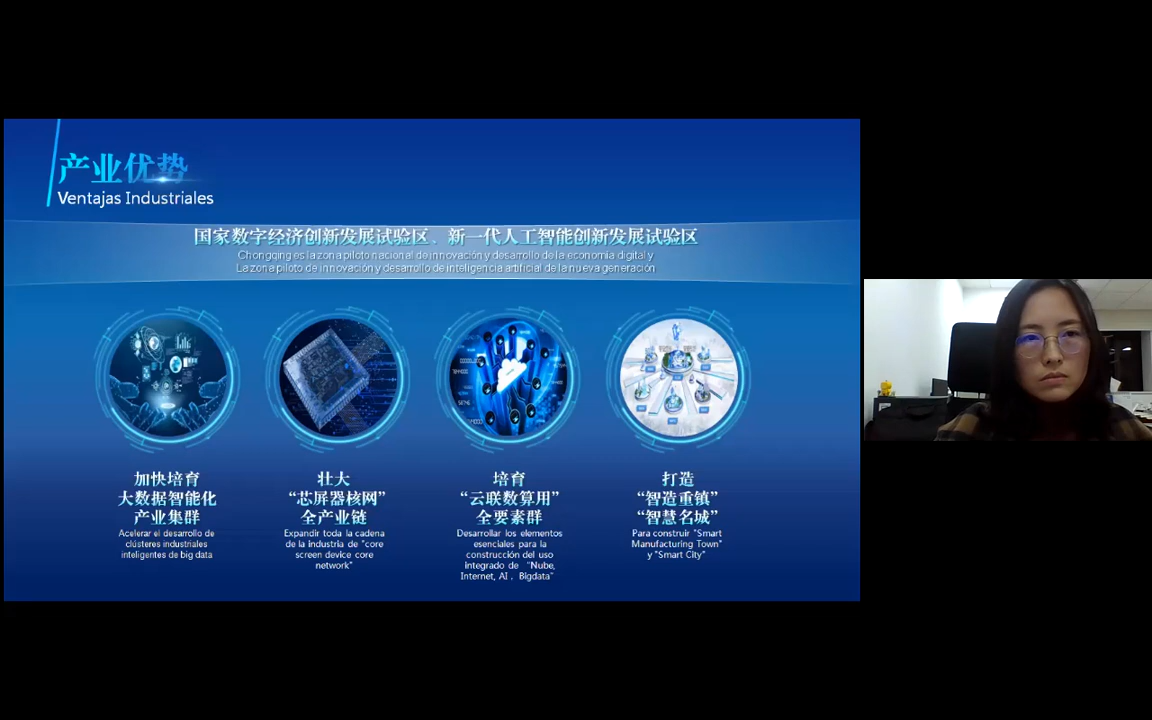 产业优势
Ventajas Industriales
国家数字经济创新发展试验区、新一代人工智能创新发展试验区
Chongqing es la zona piloto nacional de innovación y desarrollo de la economía digital y
La zona piloto de innovación y desarrollo de inteligencia artificial de la nueva generación
加快培育
大数据智能化
产业集群
Acelerar el desarrollo de
clústeres industriales
inteligentes de big data
壮大
“芯屏器核网”
全产业链
Expandir toda la cadena
de la industria de “core
screen device core
network”
培育
“云联数算用”
全要素群
Desarrollar los elementos
esenciales para la
construcción del uso
integrado de “Nube,
Internet, AI , Bigdata”
打造
“智造重镇”
“智慧名城”
Para construir “Smart
Manufacturing Town”
y “Smart City”